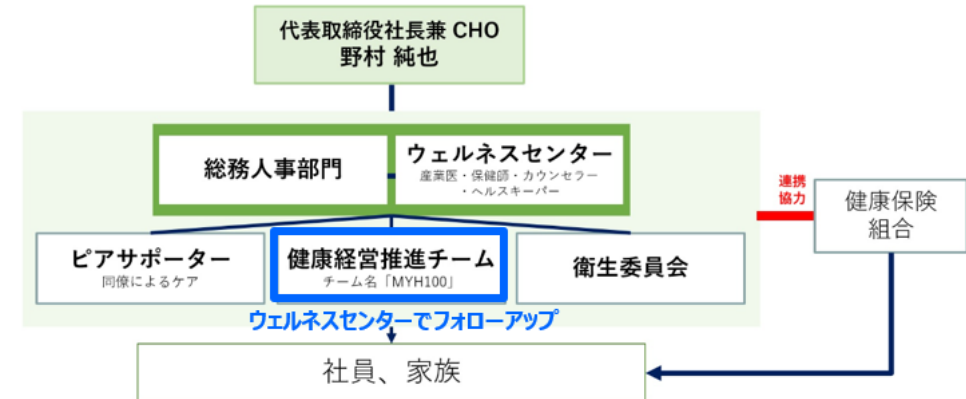 代表取締役社長兼 CHO
野村 純也
総務人事部門
ウェルネスセンター
産業医・保健師・カウンセラー
・ヘルスキーパー
連携
協力
健康保険
組合
ピアサポーター
同僚によるケア
健康経営推進チーム
チーム名「MYH100」
衛生委員会
ウェルネスセンターでフォローアップ
社員、家族